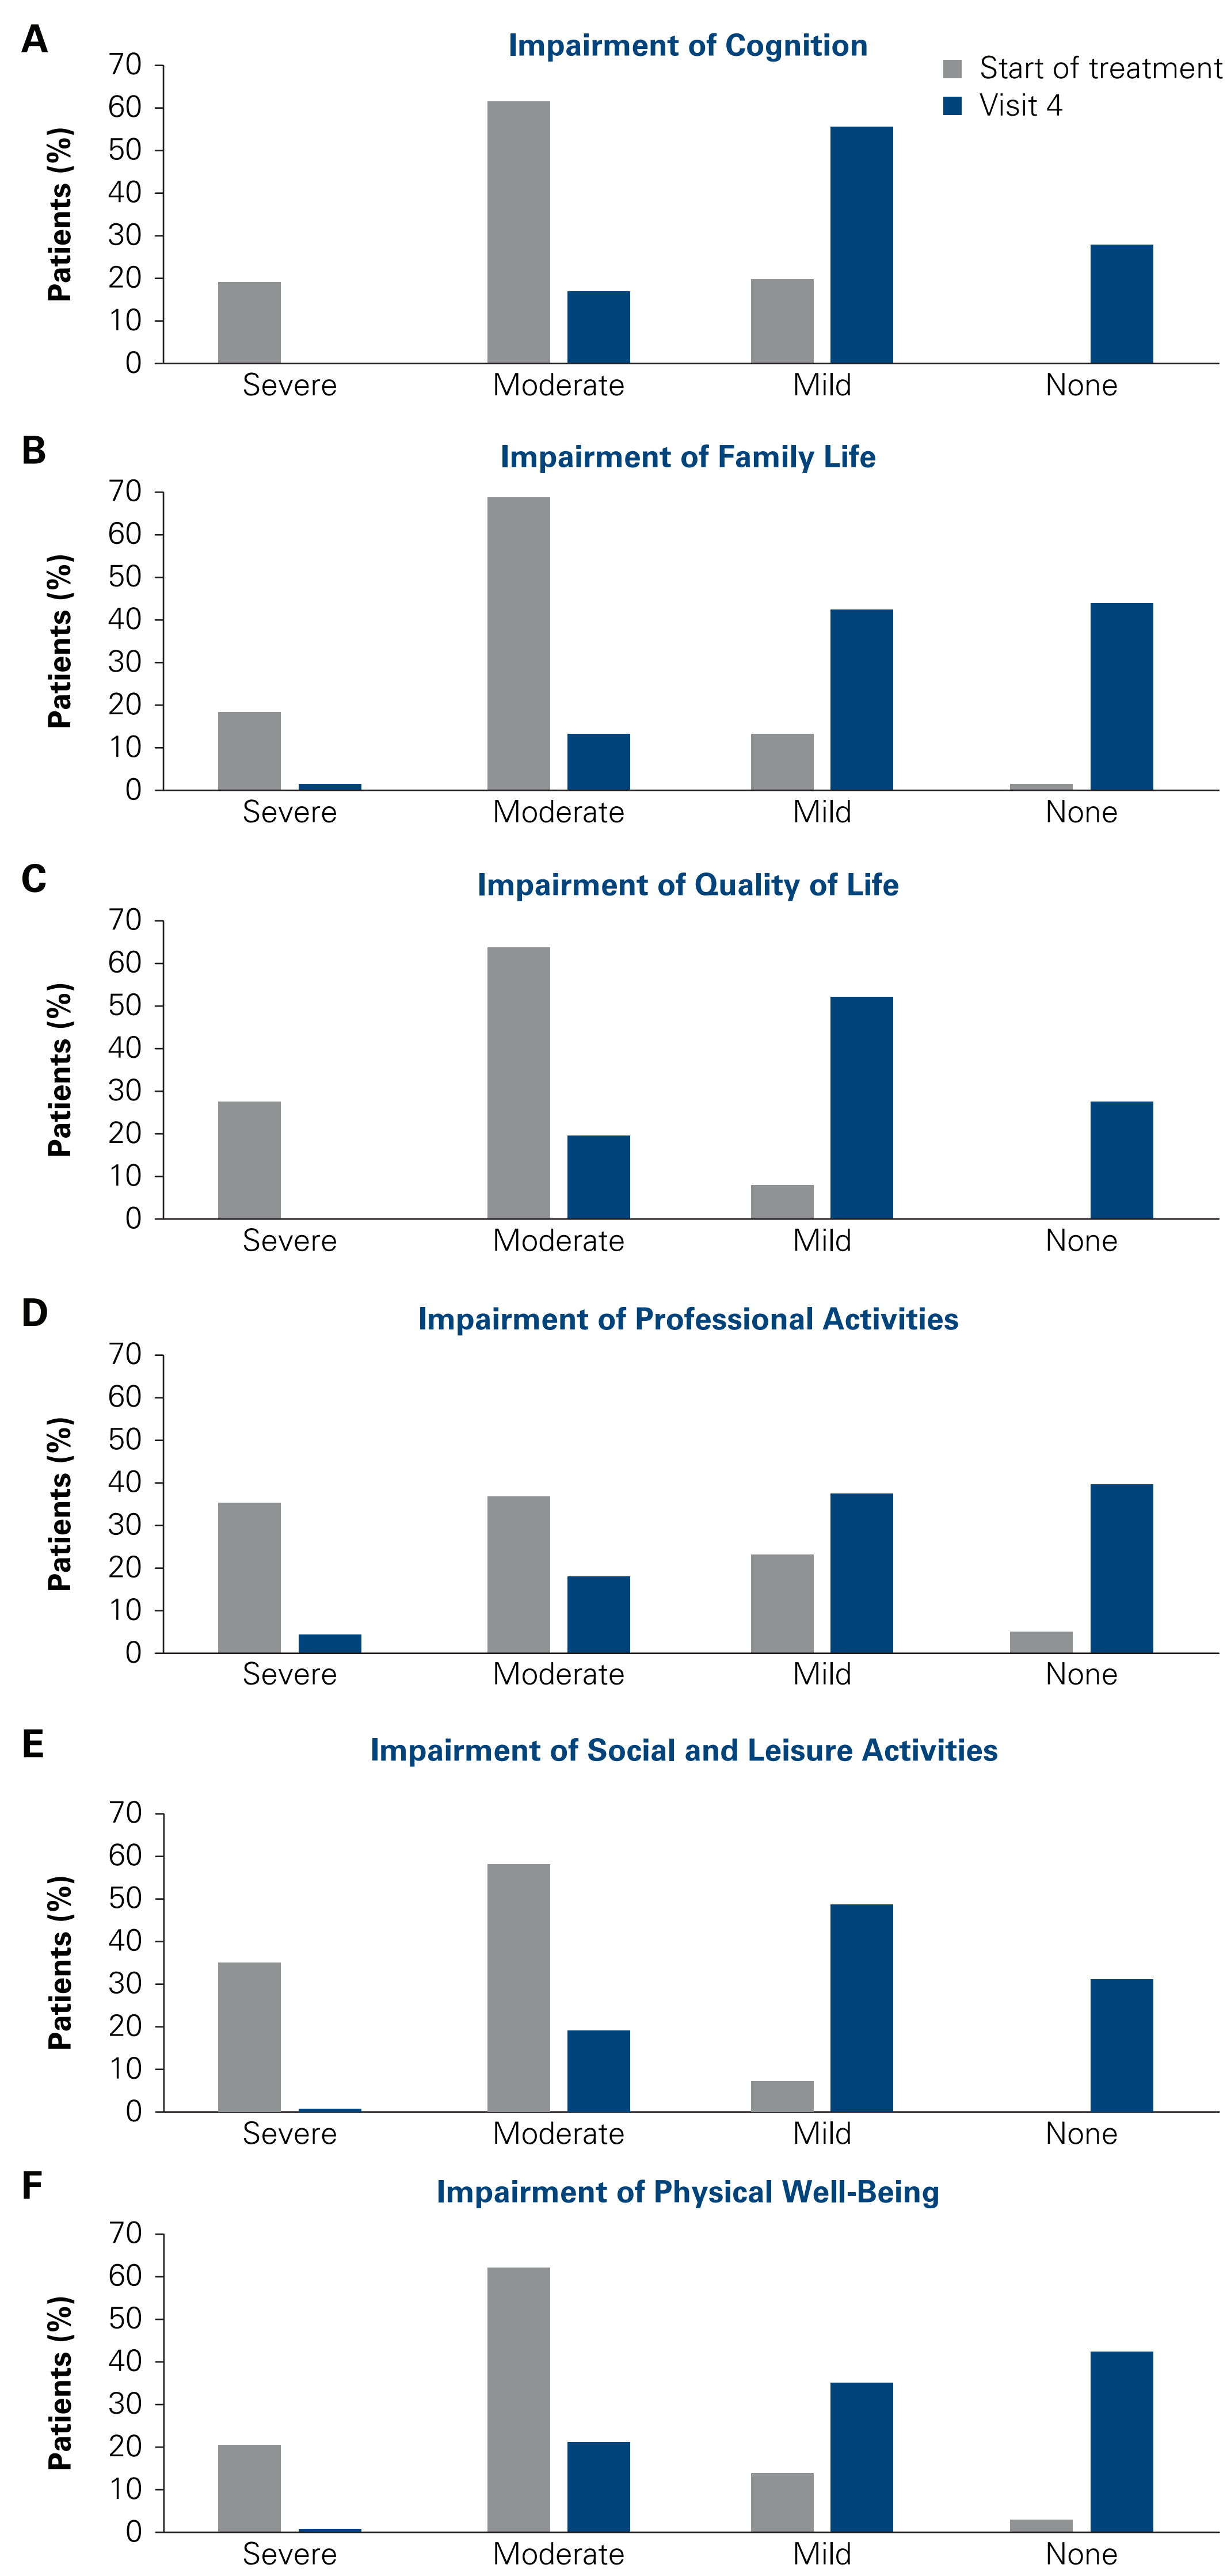 A
Impairment of Cognition
Start of treatment
Visit 4
Patients (%)
70
60
50
40
30
20
10
0
Severe Moderate Mild None
B
Impairment of Family Life
Patients (%)
70
60
50
40
30
20
10
0
Severe Moderate Mild None
C
Impairment of Quality of Life
Patients (%)
70
60
50
40
30
20
10
0
Severe Moderate Mild None
D
Impairment of Professional Activities
Patients (%)
70
60
50
40
30
20
10
0
Severe Moderate Mild None
E
Impairment of Social and Leisure Activities
Patients (%)
70
60
50
40
30
20
10
0
Severe Moderate Mild None
F
Impairment of Physical Well-Being
Patients (%)
70
60
50
40
30
20
10
0
Severe Moderate Mild None